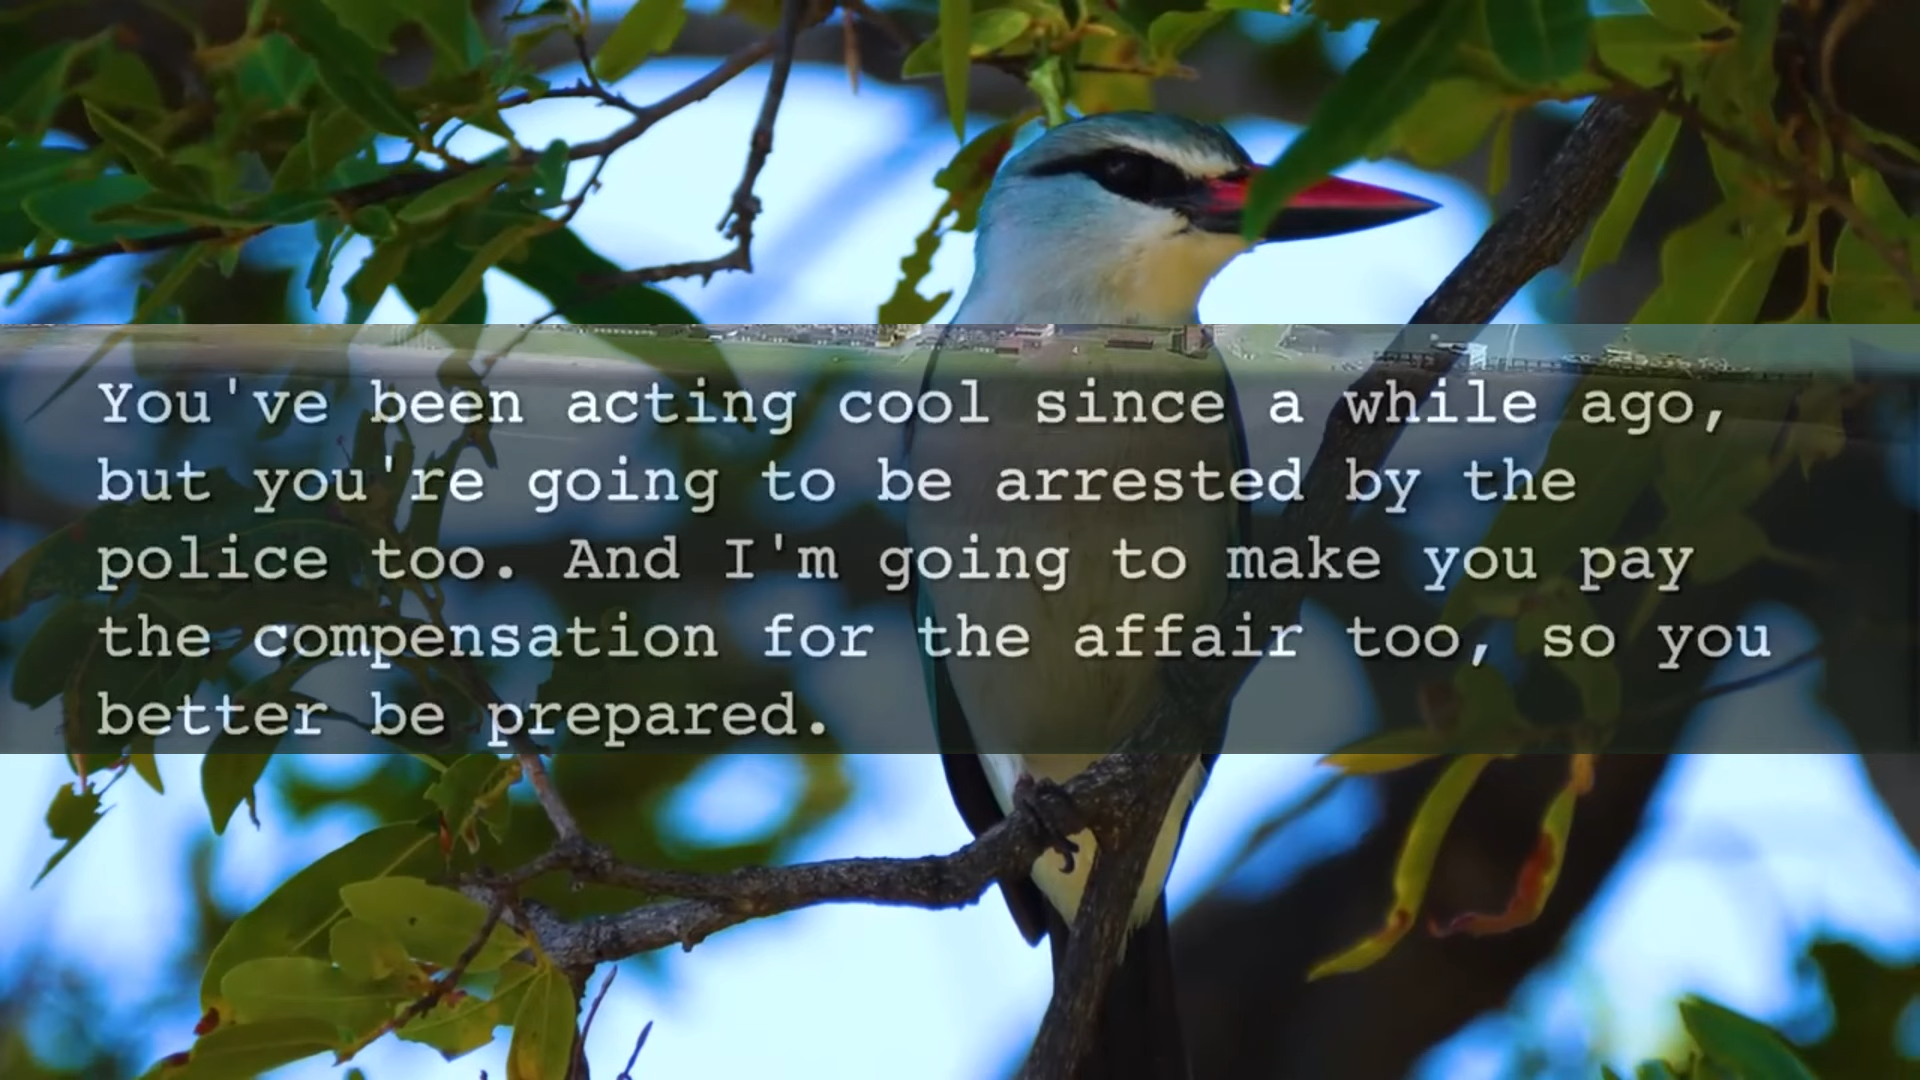 You've been acting cool since a while ago,
but you're going to be arrested by the
police too. And I'm going to make you pay
the compensation for the affair too, so you
better be prepared.